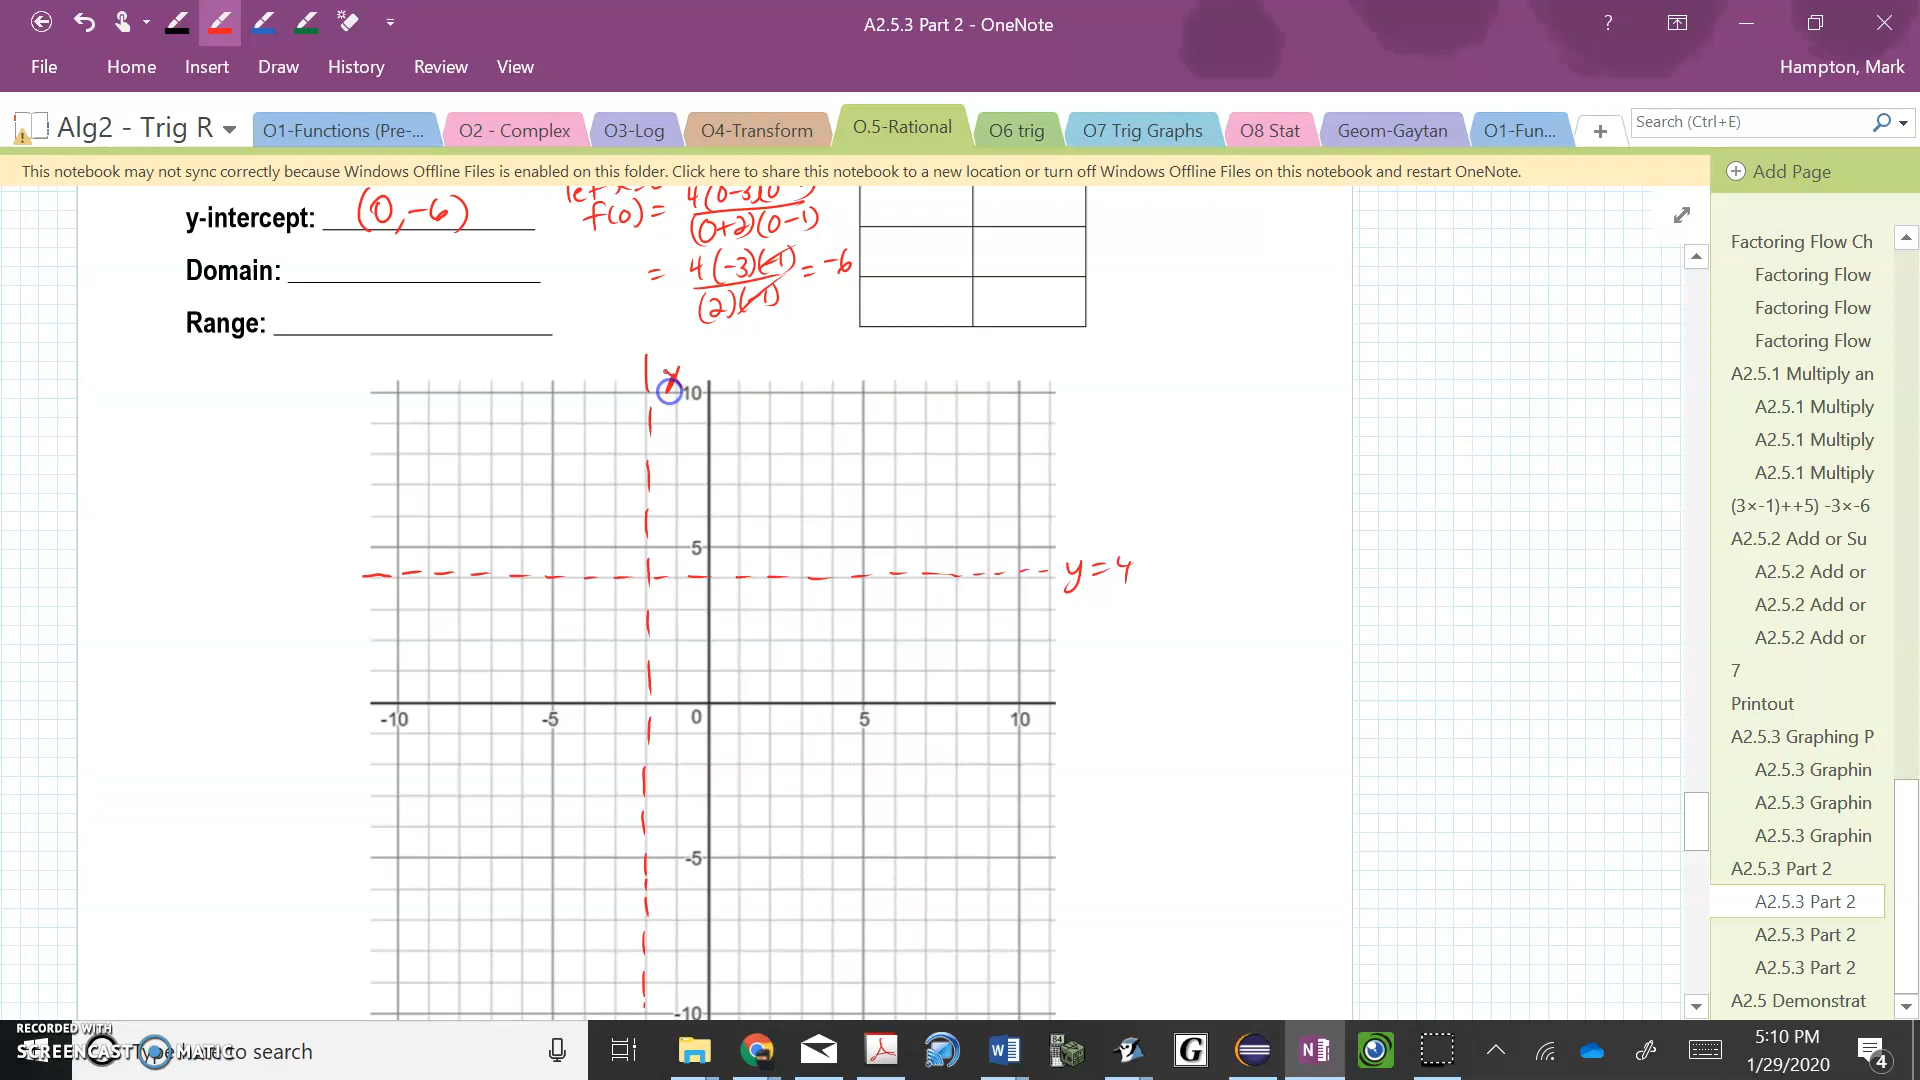 A2.5.3 Part 2 - OneNote
?
File Home Insert Draw History Review View
Hampton, Mark
Alg2 - Trig R
O1-Functions (Pre-... O2 - Complex O3-Log O4-Transform O.5-Rational O6 trig O7 Trig Graphs O8 Stat Geom-Gaytan O1-Fun...
Search (Ctrl+E)
This notebook may not sync correctly because Windows Offline Files is enabled on this folder. Click here to share this notebook to a new location or turn off Windows Offline Files on this notebook and restart OneNote.
Add Page
y-intercept: (0,-6)
f(0) =
(0+2)(0-1)
Domain:
= 4(-3)(-1) = -6
(2)(-1)
Range:
x
10
5
y=4
-10 -5 0 5 10
-5
-10
Factoring Flow Ch
Factoring Flow
Factoring Flow
Factoring Flow
A2.5.1 Multiply an
A2.5.1 Multiply
A2.5.1 Multiply
A2.5.1 Multiply
(3×-1)++5) -3×-6
A2.5.2 Add or Su
A2.5.2 Add or
A2.5.2 Add or
A2.5.2 Add or
7
Printout
A2.5.3 Graphing P
A2.5.3 Graphin
A2.5.3 Graphin
A2.5.3 Graphin
A2.5.3 Part 2
A2.5.3 Part 2
A2.5.3 Part 2
A2.5.3 Part 2
A2.5 Demonstrat
RECORDED WITH
SCREENCAST MATIC
to search
84
G
W
N
5:10 PM
1/29/2020
4